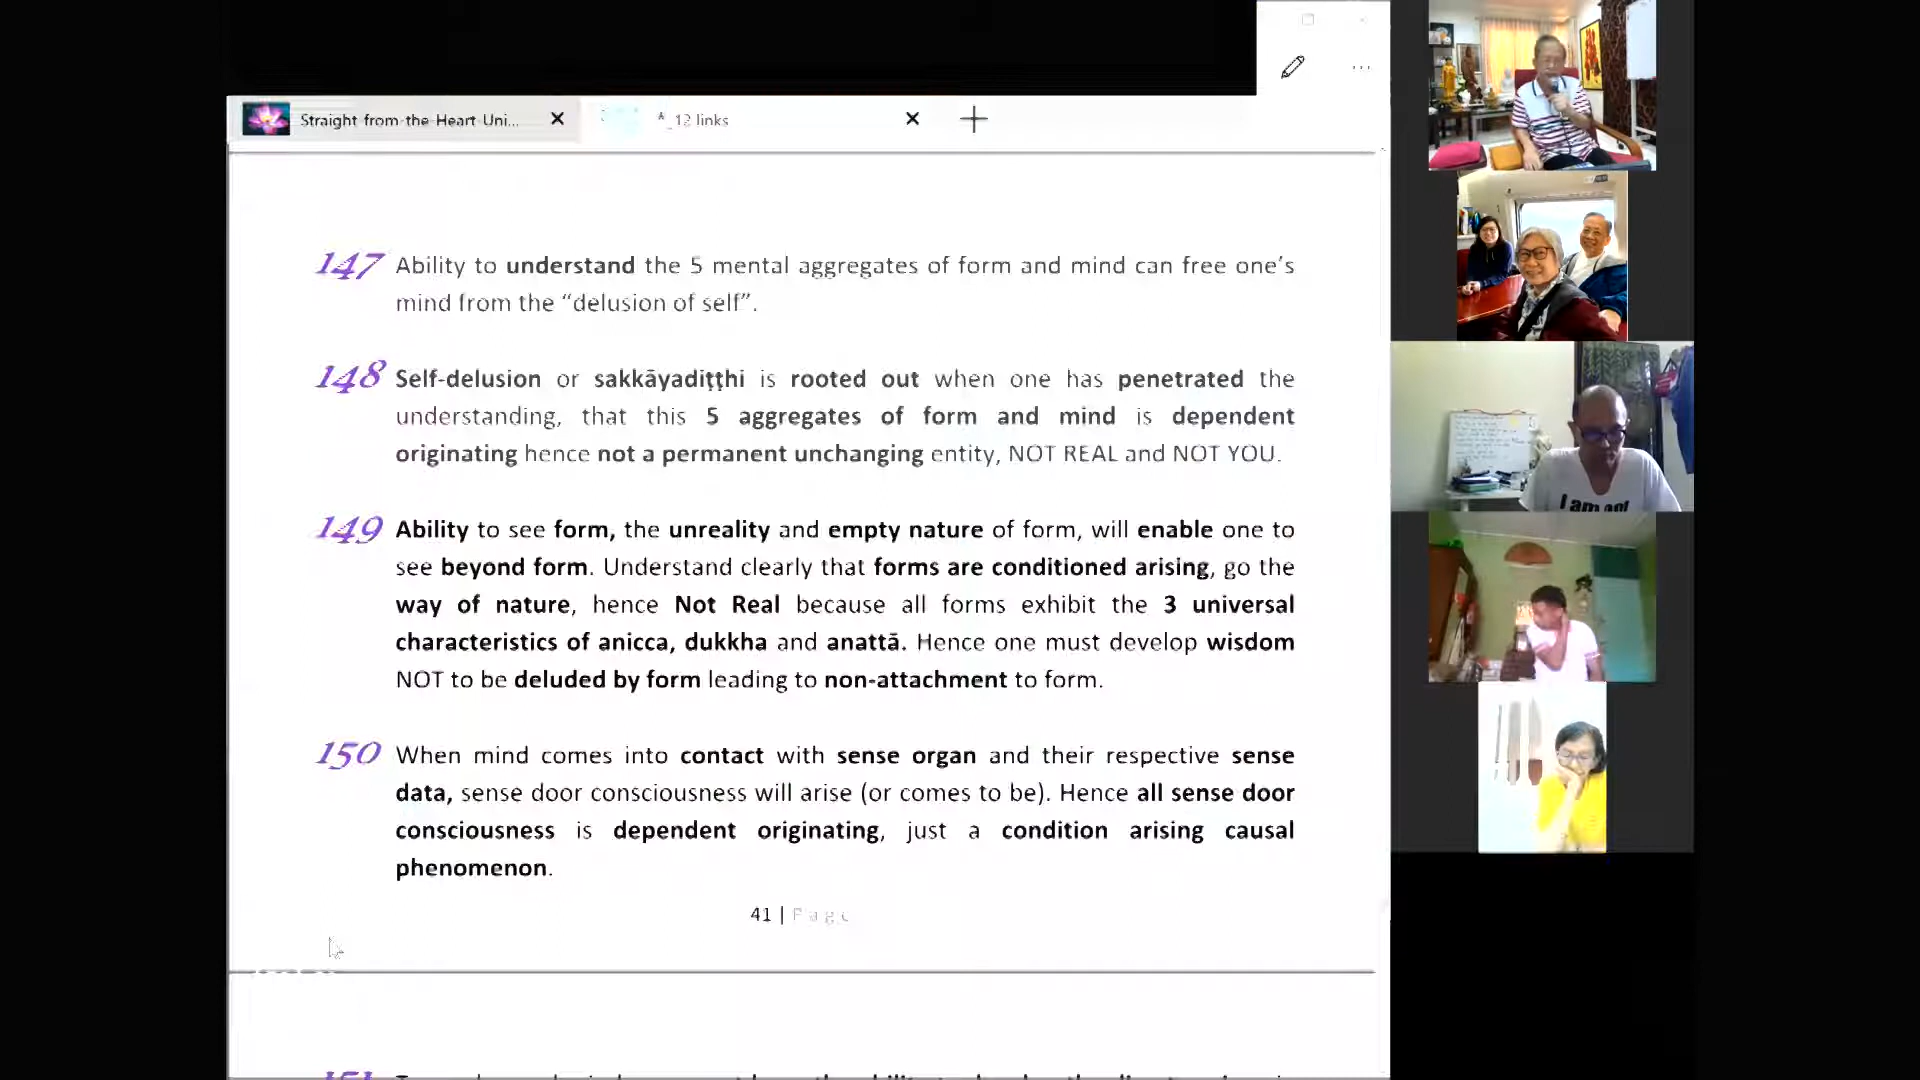 Straight from the Heart Uni...
*_12 links
147 Ability to understand the 5 mental aggregates of form and mind can free one’s
mind from the “delusion of self”.
148 Self-delusion or sakkāyadiṭṭhi is rooted out when one has penetrated the
understanding, that this 5 aggregates of form and mind is dependent
originating hence not a permanent unchanging entity, NOT REAL and NOT YOU.
149 Ability to see form, the unreality and empty nature of form, will enable one to
see beyond form. Understand clearly that forms are conditioned arising, go the
way of nature, hence Not Real because all forms exhibit the 3 universal
characteristics of anicca, dukkha and anattā. Hence one must develop wisdom
NOT to be deluded by form leading to non-attachment to form.
150 When mind comes into contact with sense organ and their respective sense
data, sense door consciousness will arise (or comes to be). Hence all sense door
consciousness is dependent originating, just a condition arising causal
phenomenon.
41 | Page
151
I am not